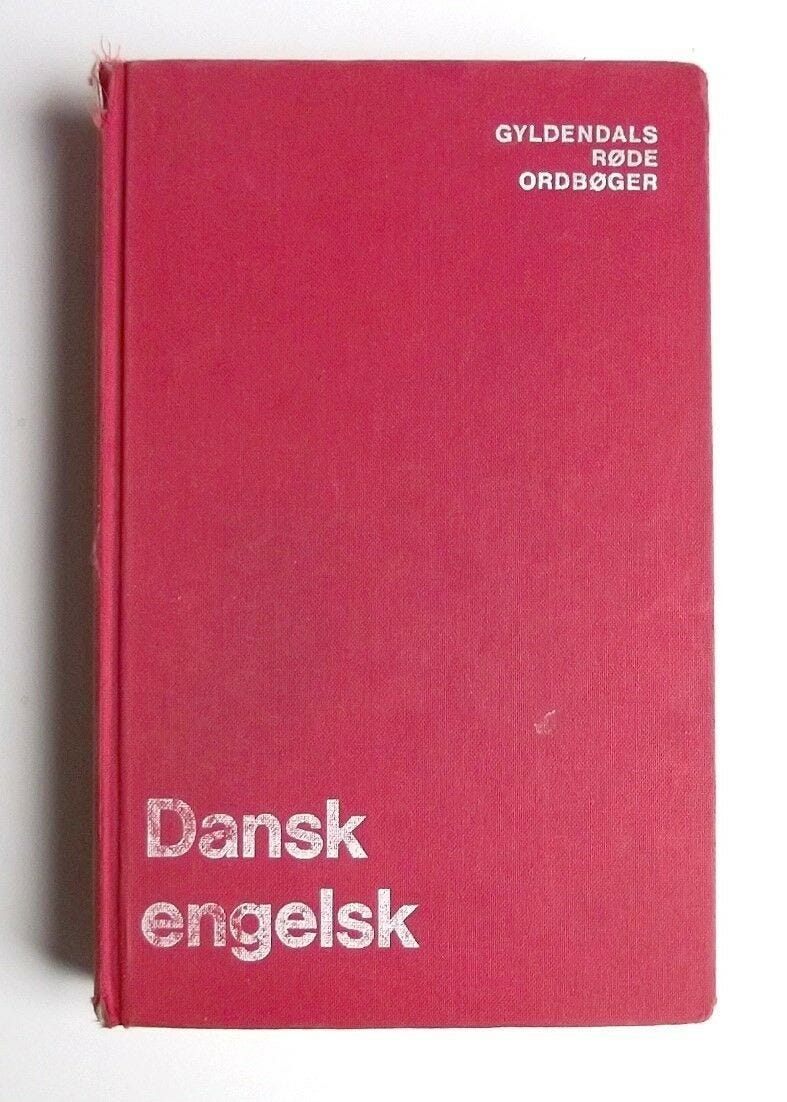 GYLDENDALS
RØDE
ORDBØGER
Dansk
engelsk